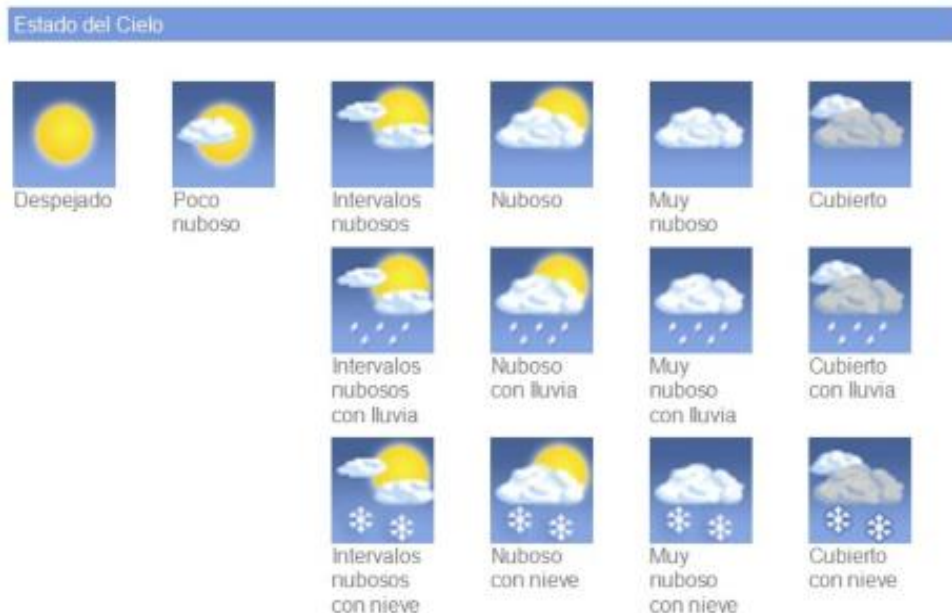 Estado del Cielo
Despejado
Poco
nuboso
Intervalos
nubosos
Nuboso
Muy
nuboso
Cubierto
Intervalos
nubosos
con lluvia
Nuboso
con lluvia
Muy
nuboso
con lluvia
Cubierto
con lluvia
Intervalos
nubosos
con nieve
Nuboso
con nieve
Muy
nuboso
con nieve
Cubierto
con nieve